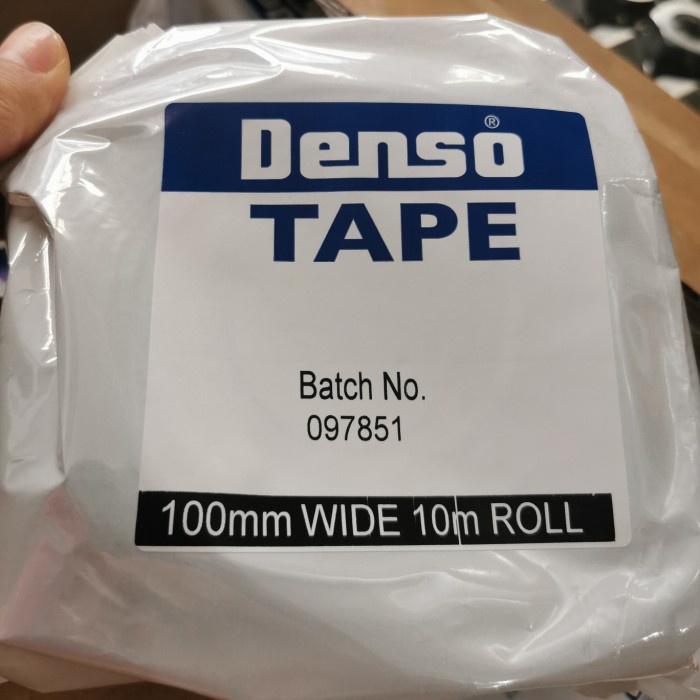 Denso®
TAPE
Batch No.
097851
100mm WIDE 10m ROLL